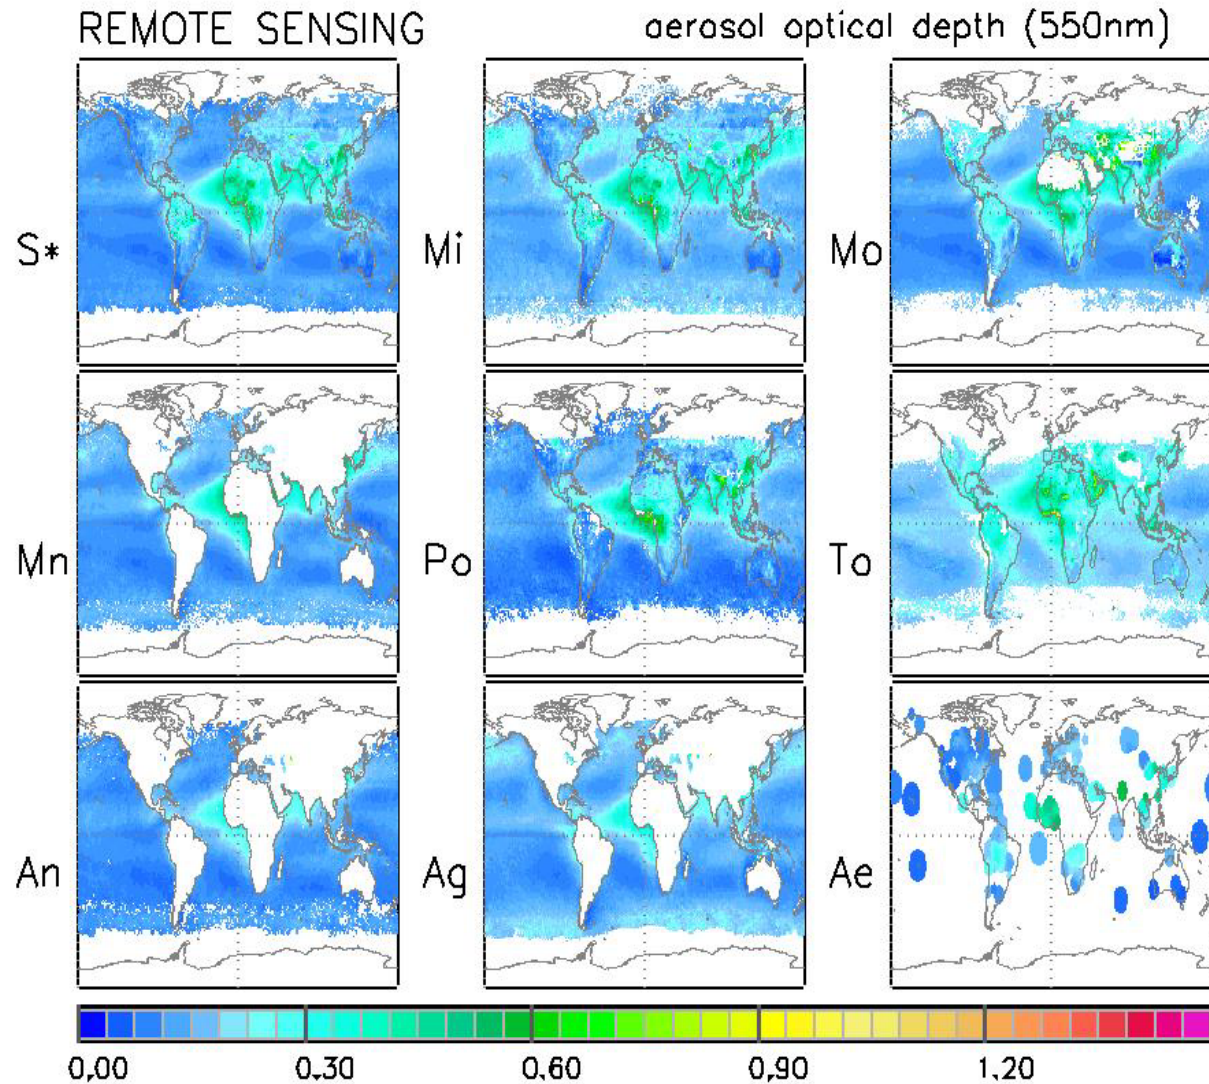 REMOTE SENSING aerosol optical depth (550nm)
S* Mi Mo
Mn Po To
An Ag Ae
0,00 0,30 0,60 0,90 1,20